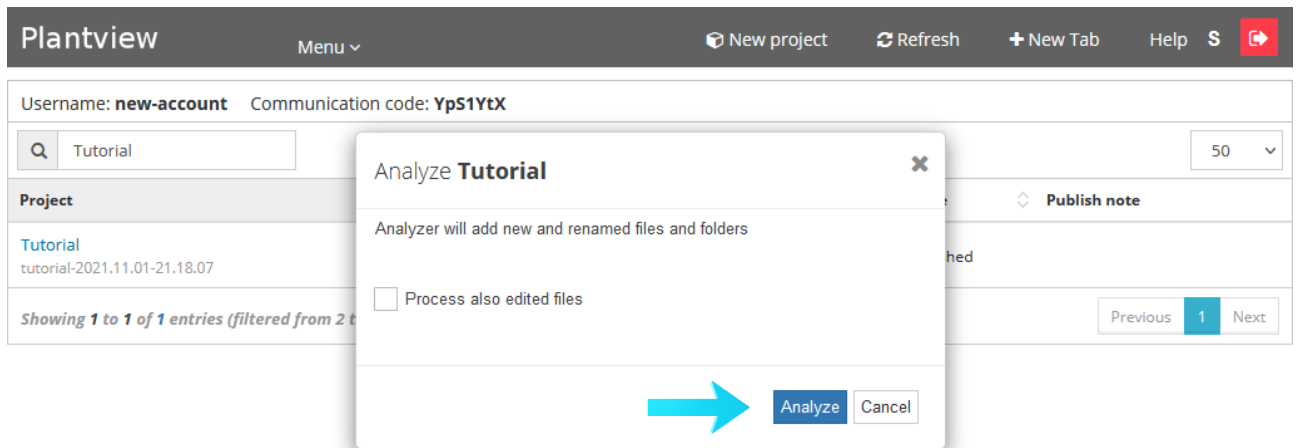 Plantview Menu New project Refresh New Tab Help S
Username: new-account Communication code: YpS1YtX
Tutorial 50
Analyze Tutorial
Project Publish note
Analyzer will add new and renamed files and folders
Tutorial
hed
tutorial-2021.11.01-21.18.07
Process also edited files
Showing 1 to 1 of 1 entries (filtered from 2 t
Previous 1 Next
Analyze Cancel